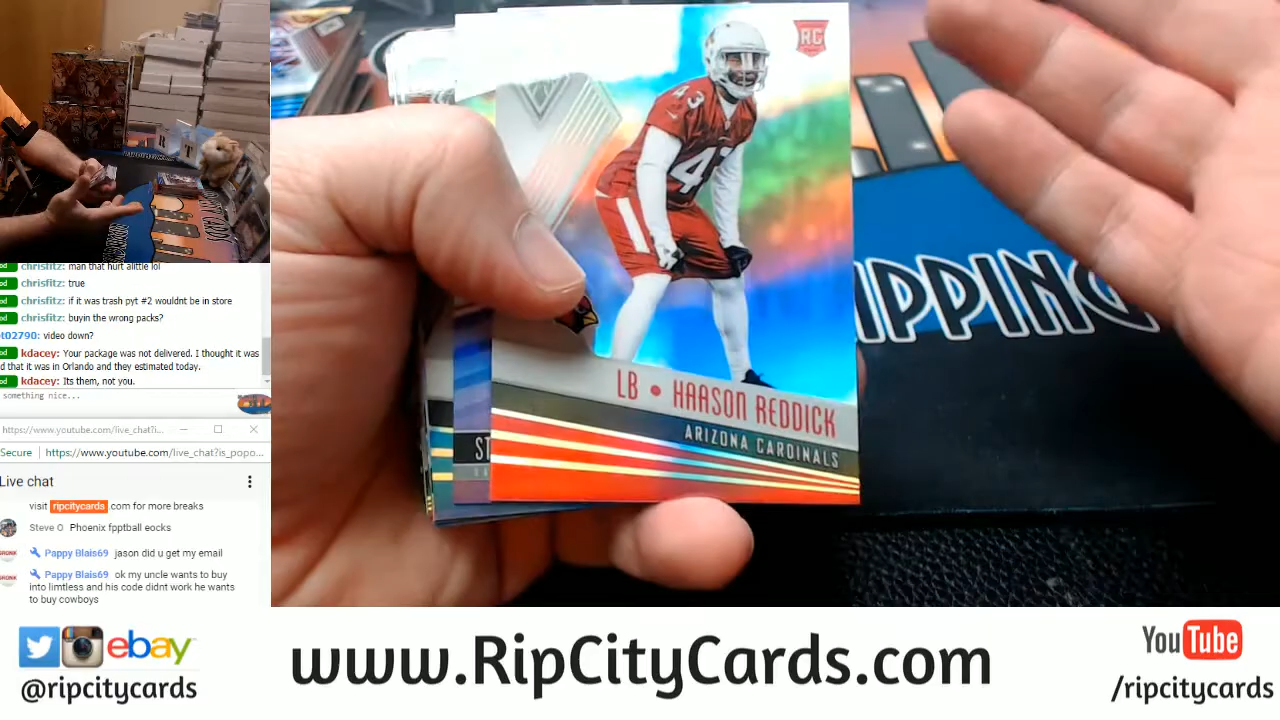 chrisfitz: man that hurt alittle lol
chrisfitz: true
chrisfitz: if it was trash pyt #2 wouldnt be in store
chrisfitz: buyin the wrong packs?
t02790: video down?
kdacey: Your package was not delivered. I thought it was
d that it was in Orlando and they estimated today.
kdacey: Its them, not you.
something nice...
https://www.youtube.com/live_chat?i...
Secure https://www.youtube.com/live_chat?is_popo...
Live chat
visit ripcitycards com for more breaks
Steve O Phoenix fpptball eocks
Pappy Blais69 jason did u get my email
Pappy Blais69 ok my uncle wants to buy
into limtless and his code didnt work he wants
to buy cowboys
RC
43
43
LB • HAASON REDDICK
ARIZONA CARDINALS
ST
IPPING
R T
ebay
@ripcitycards
www.RipCityCards.com
YouTube
/ripcitycards